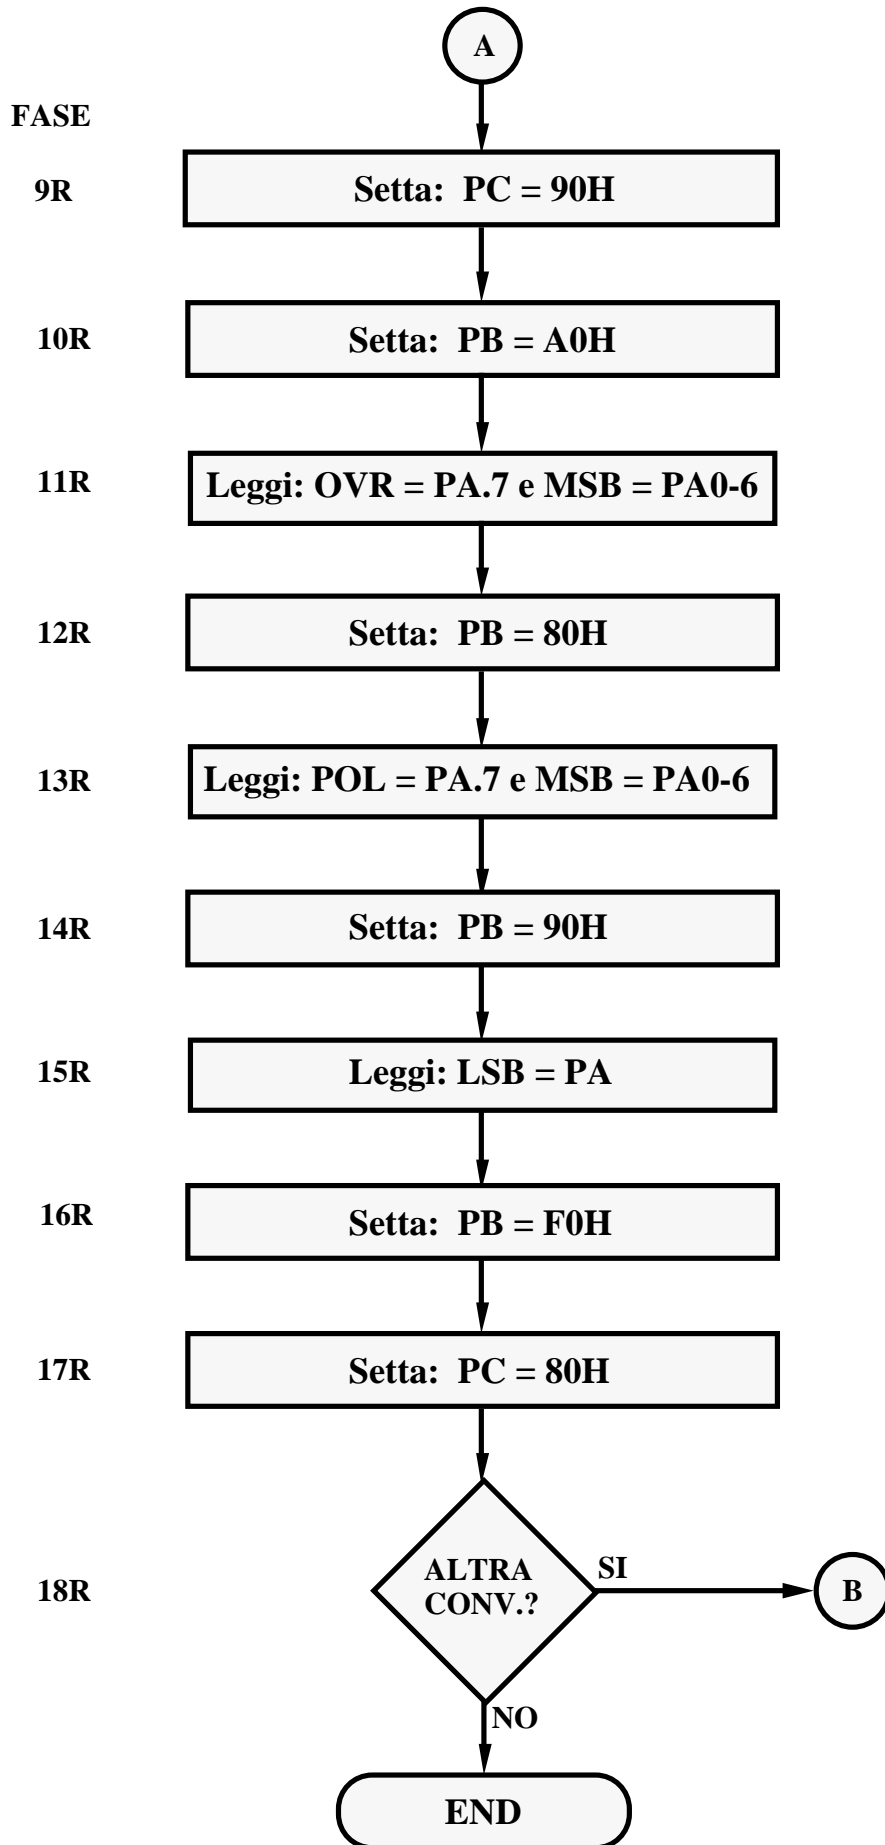 A
FASE
9R
Setta: PC = 90H
10R
Setta: PB = A0H
11R
Leggi: OVR = PA.7 e MSB = PA0-6
12R
Setta: PB = 80H
13R
Leggi: POL = PA.7 e MSB = PA0-6
14R
Setta: PB = 90H
15R
Leggi: LSB = PA
16R
Setta: PB = F0H
17R
Setta: PC = 80H
18R
ALTRA
CONV.?
SI
B
NO
END